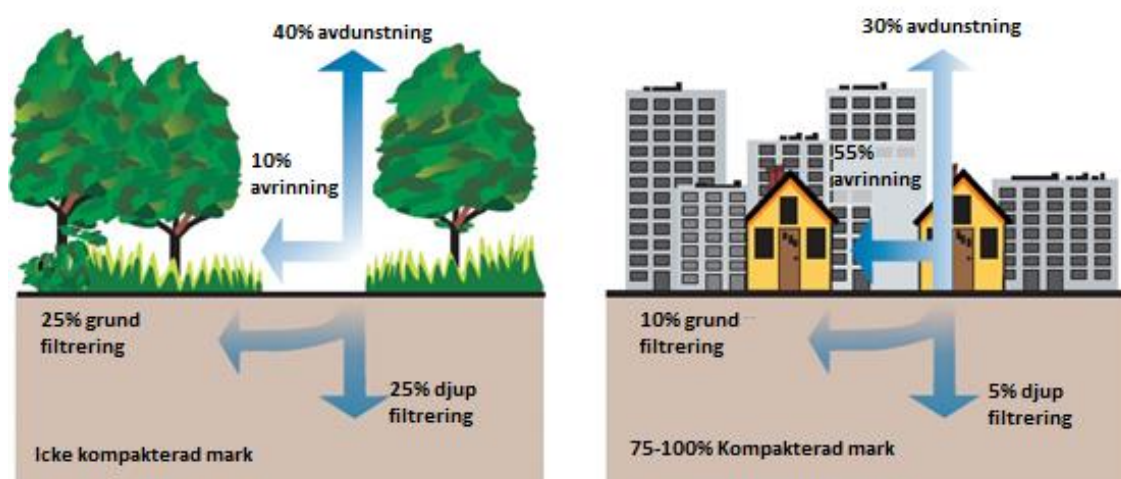 40% avdunstning
10%
avrinning
25% grund
filtrering
25% djup
filtrering
Icke kompakterad mark
30% avdunstning
55%
avrinning
10% grund
filtrering
5% djup
filtrering
75-100% Kompakterad mark